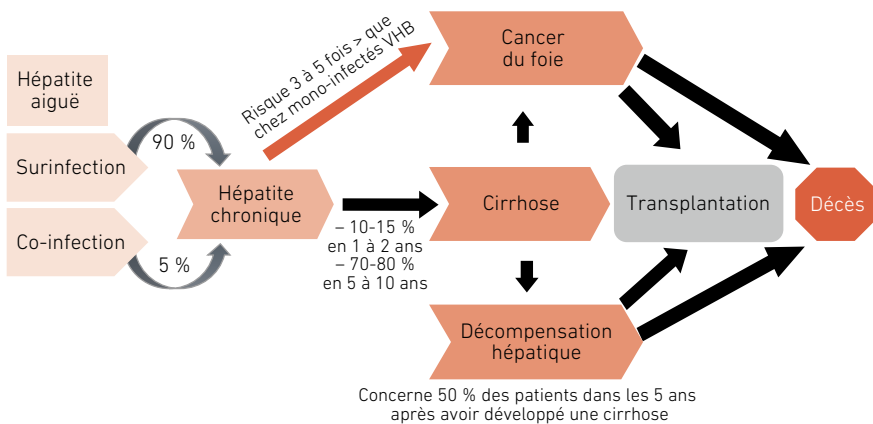 Hépatite
aiguë
Surinfection
Co-infection
90 %
5 %
Hépatite
chronique
Risque 3 à 5 fois > que
chez mono-infectés VHB
– 10-15 %
en 1 à 2 ans
– 70-80 %
en 5 à 10 ans
Cancer
du foie
Cirrhose
Transplantation
Décès
Décompensation
hépatique
Concerne 50 % des patients dans les 5 ans
après avoir développé une cirrhose